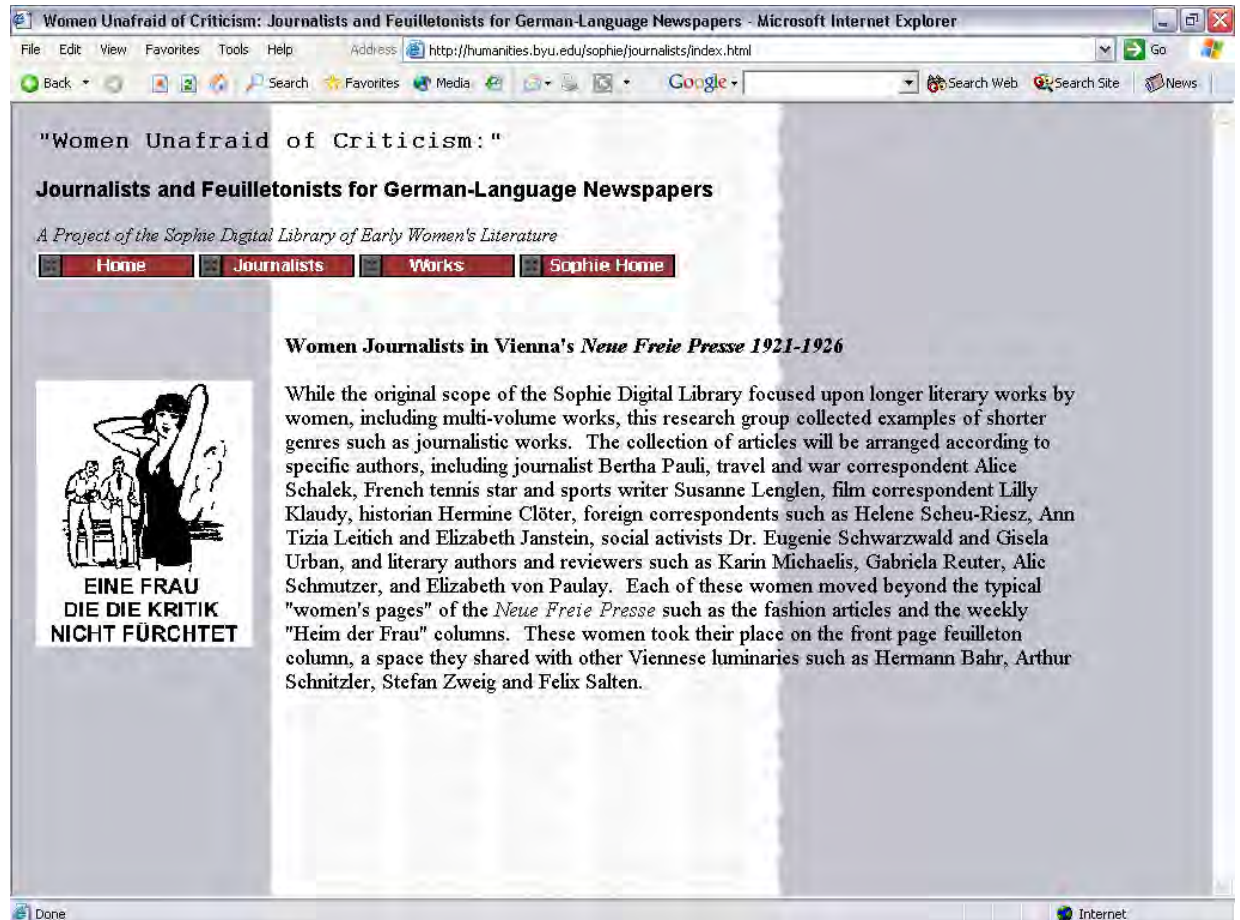 Women Unafraid of Criticism: Journalists and Feuilletonists for German-Language Newspapers - Microsoft Internet Explorer
File Edit View Favorites Tools Help Address http://humanities.byu.edu/sophie/journalists/index.html Go
Back Search Favorites Media Google Search Web Search Site News
"Women Unafraid of Criticism:"
Journalists and Feuilletonists for German-Language Newspapers
A Project of the Sophie Digital Library of Early Women's Literature
Home Journalists Works Sophie Home
Women Journalists in Vienna's Neue Freie Presse 1921-1926
While the original scope of the Sophie Digital Library focused upon longer literary works by
women, including multi-volume works, this research group collected examples of shorter
genres such as journalistic works. The collection of articles will be arranged according to
specific authors, including journalist Bertha Pauli, travel and war correspondent Alice
Schalek, French tennis star and sports writer Susanne Lenglen, film correspondent Lilly
Klaudy, historian Hermine Clöter, foreign correspondents such as Helene Scheu-Riesz, Ann
Tizia Leitich and Elizabeth Janstein, social activists Dr. Eugenie Schwarzwald and Gisela
Urban, and literary authors and reviewers such as Karin Michaelis, Gabriela Reuter, Alic
Schmutzer, and Elizabeth von Paulay. Each of these women moved beyond the typical
"women's pages" of the Neue Freie Presse such as the fashion articles and the weekly
"Heim der Frau" columns. These women took their place on the front page feuilleton
column, a space they shared with other Viennese luminaries such as Hermann Bahr, Arthur
Schnitzler, Stefan Zweig and Felix Salten.
EINE FRAU
DIE DIE KRITIK
NICHT FÜRCHTET
Done Internet